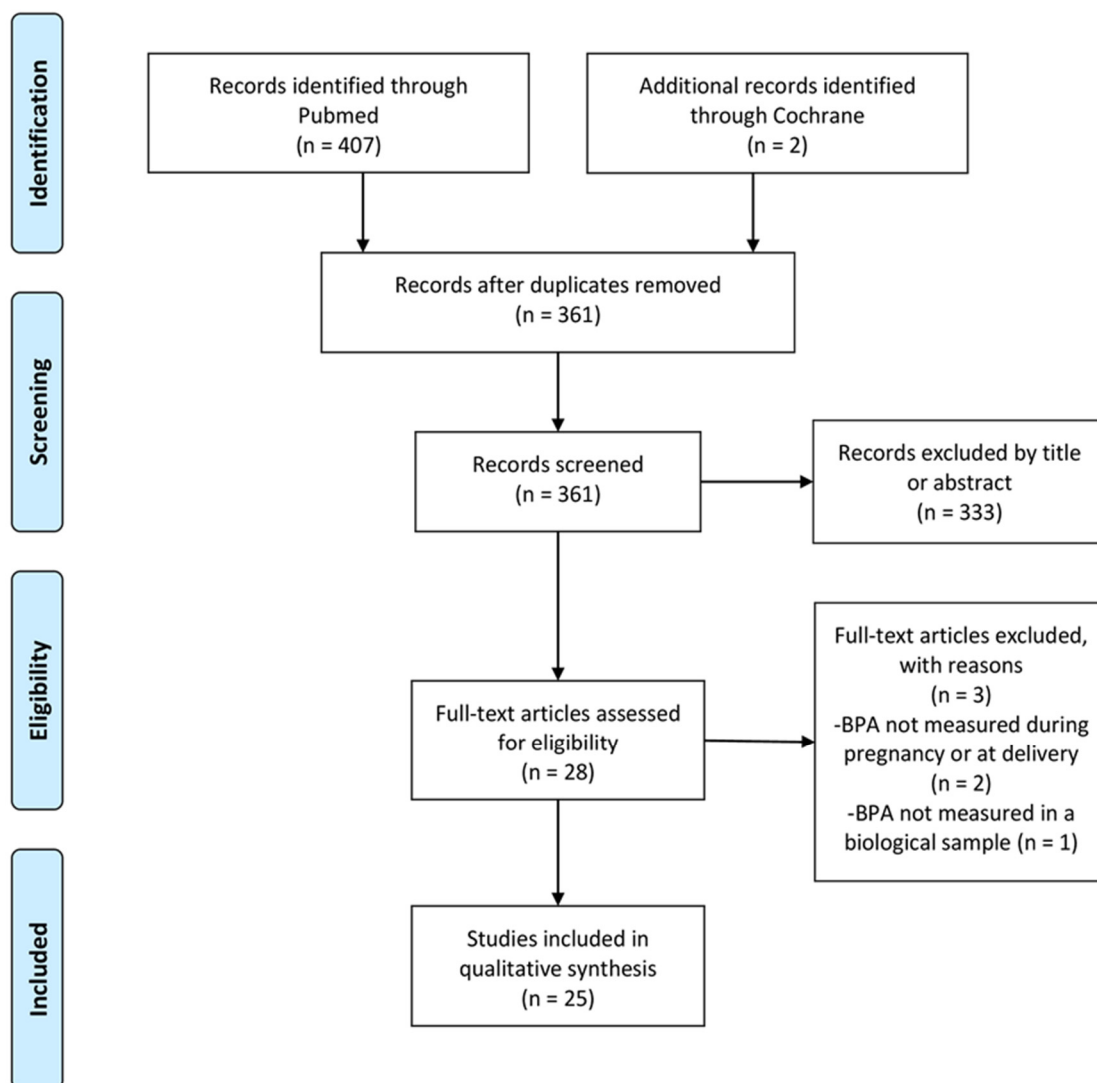 Identification
Records identified through
Pubmed
(n = 407)
Additional records identified
through Cochrane
(n = 2)
Records after duplicates removed
(n = 361)
Screening
Records screened
(n = 361)
Records excluded by title
or abstract
(n = 333)
Eligibility
Full-text articles assessed
for eligibility
(n = 28)
Full-text articles excluded,
with reasons
(n = 3)
-BPA not measured during
pregnancy or at delivery
(n = 2)
-BPA not measured in a
biological sample (n = 1)
Included
Studies included in
qualitative synthesis
(n = 25)